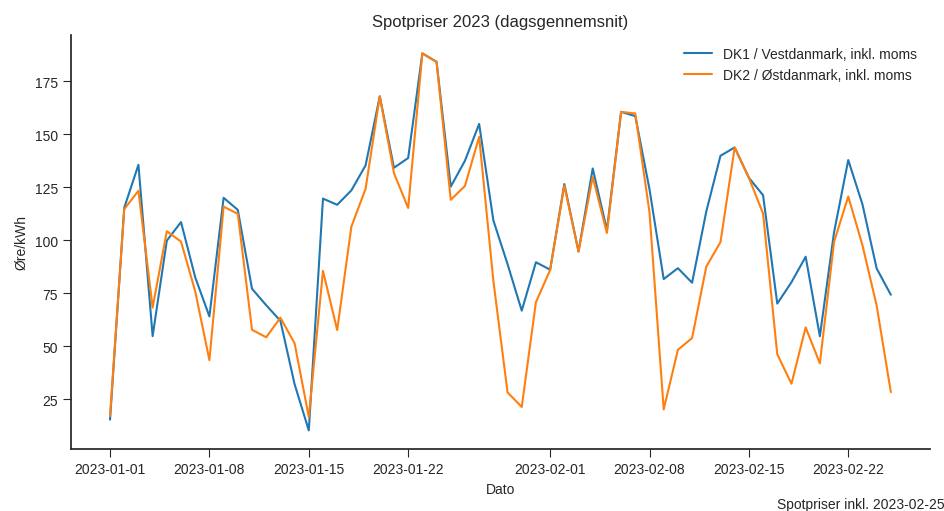 Spotpriser 2023 (dagsgennemsnit)
DK1 / Vestdanmark, inkl. moms
DK2 / Østdanmark, inkl. moms
Øre/kWh
175
150
125
100
75
50
25
2023-01-01 2023-01-08 2023-01-15 2023-01-22 2023-02-01 2023-02-08 2023-02-15 2023-02-22
Dato
Spotpriser inkl. 2023-02-25